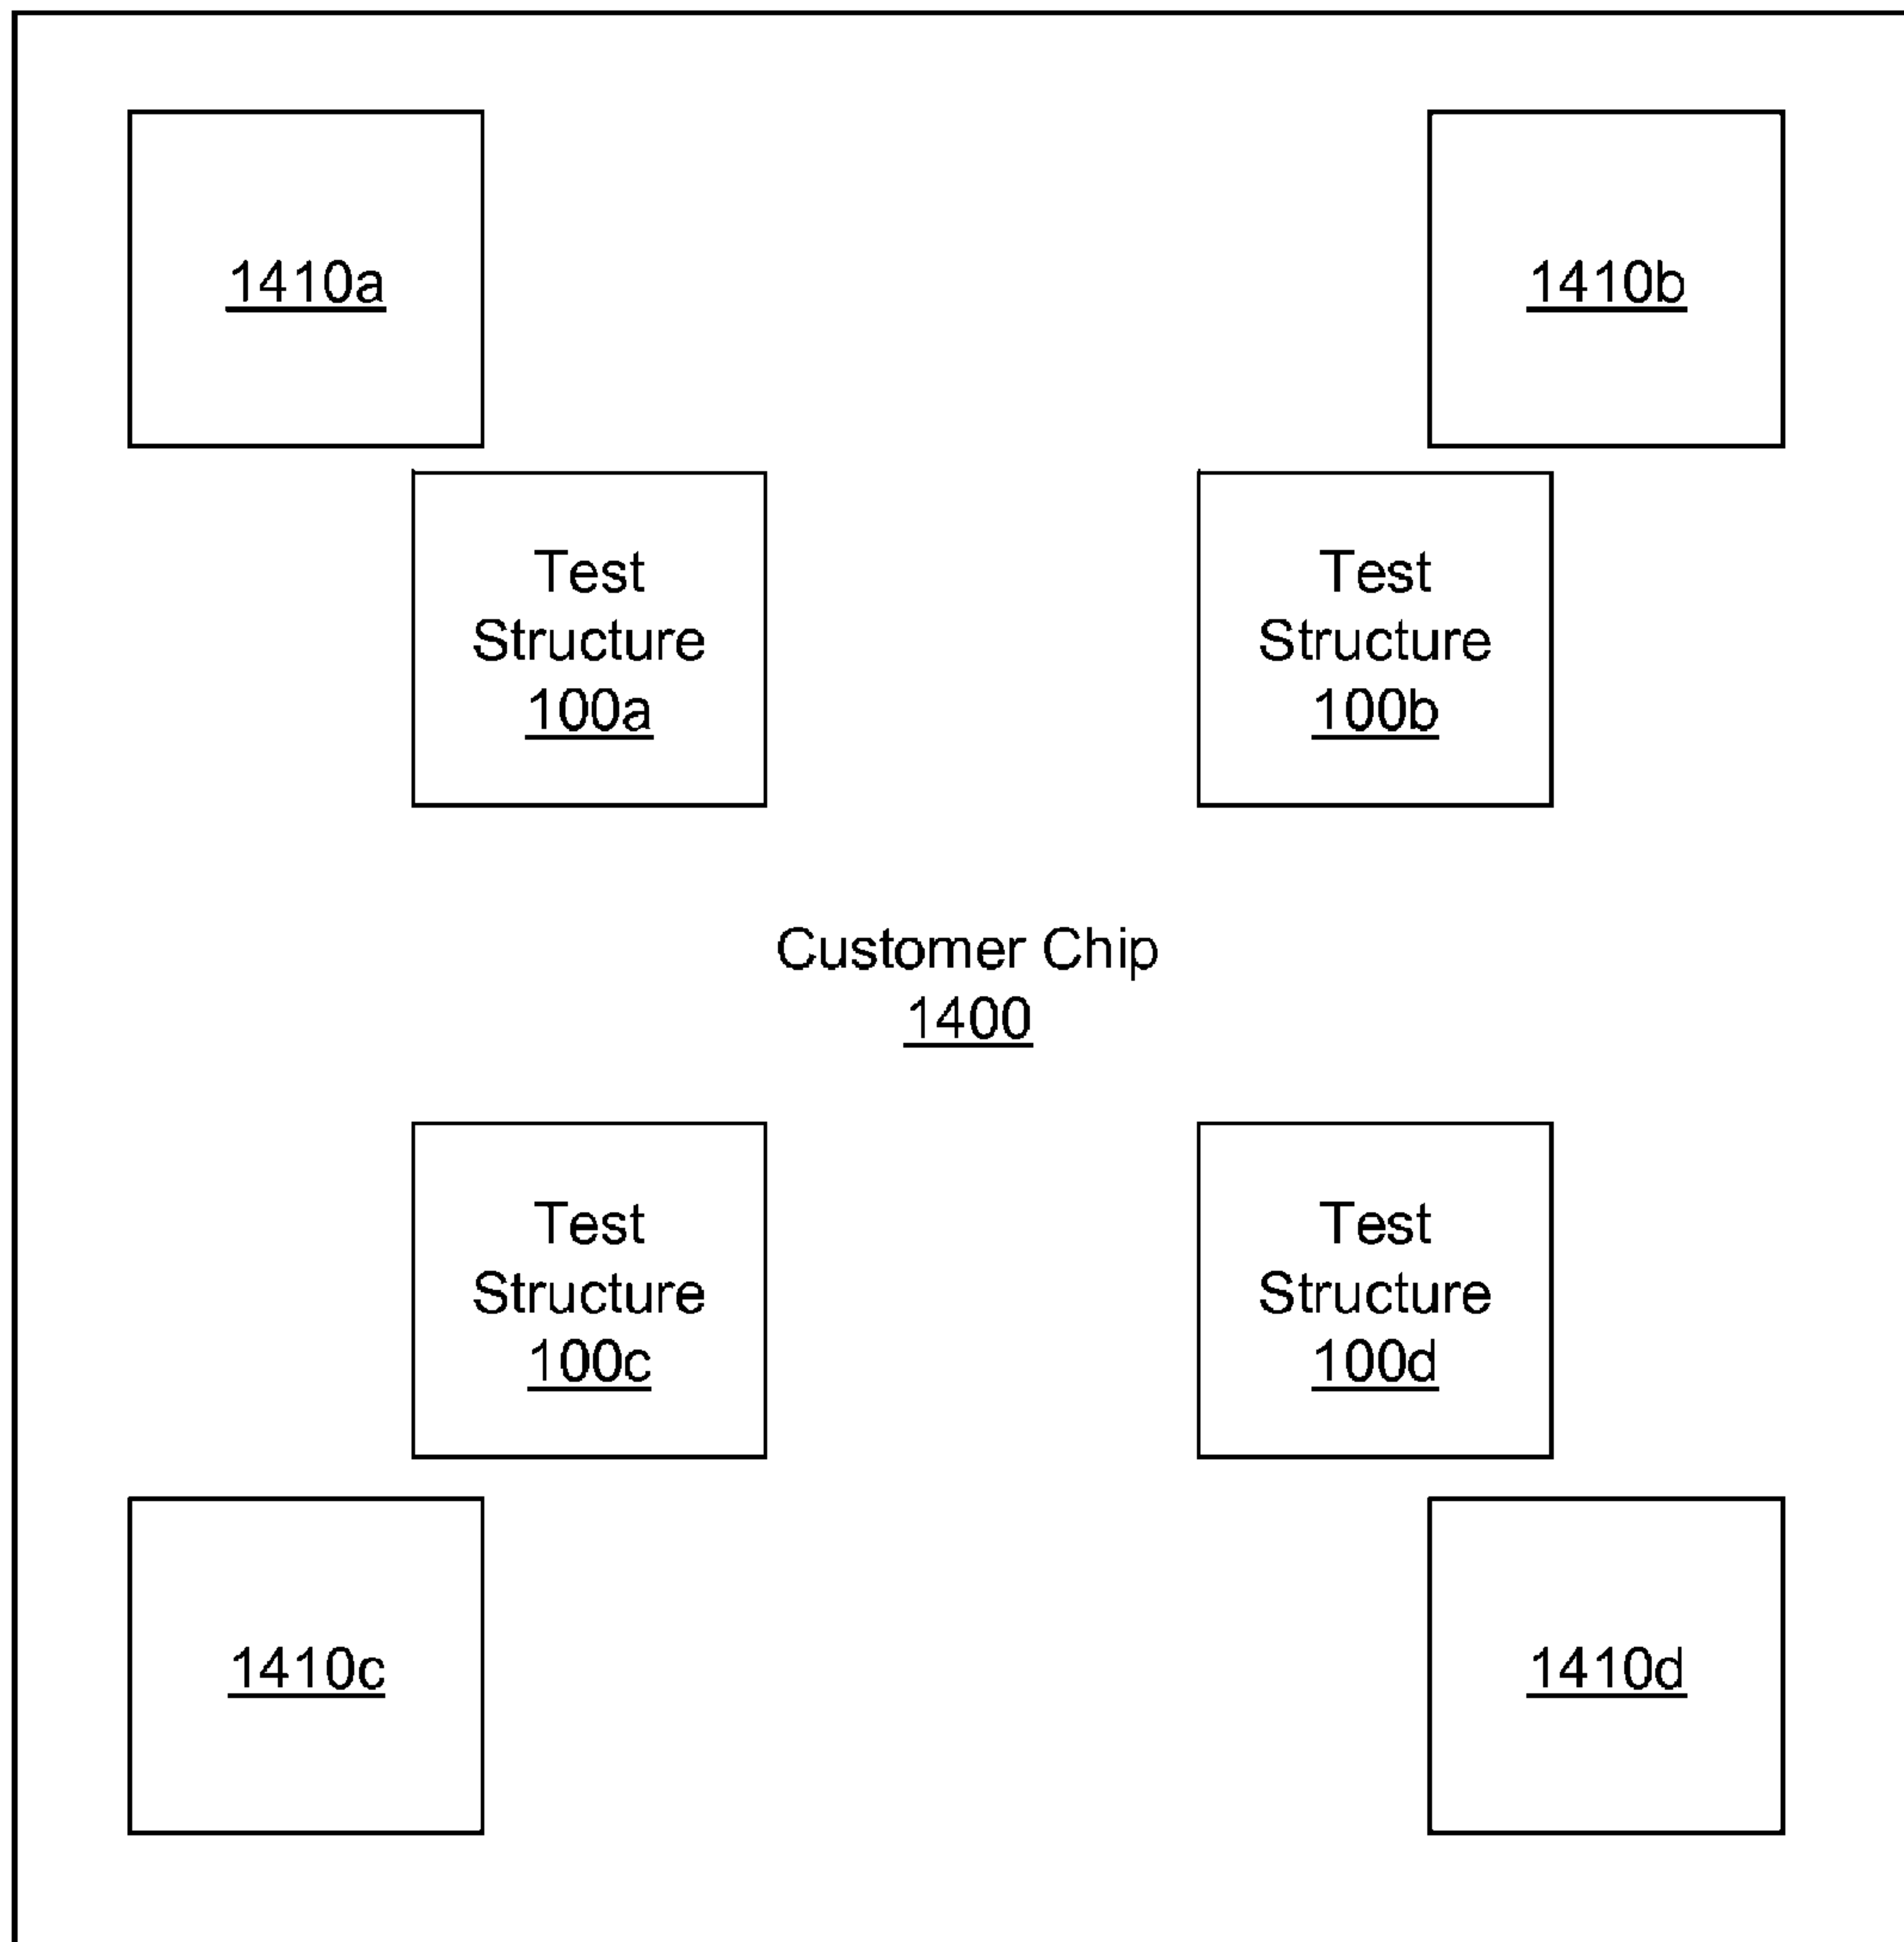 1410a
1410b
Test
Structure
100a
Test
Structure
100b
Customer Chip
1400
Test
Structure
100c
Test
Structure
100d
1410c
1410d